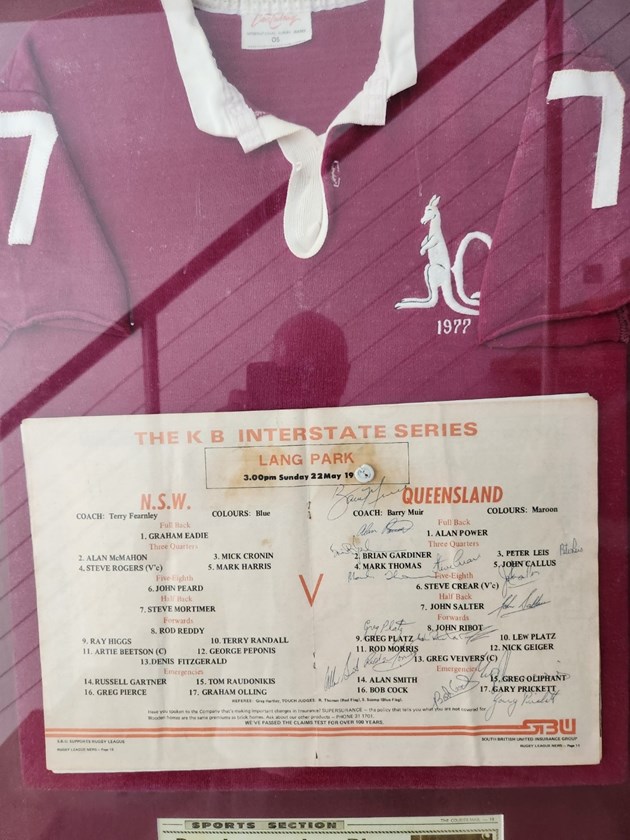 OS
7
7
1977
THE K B INTERSTATE SERIES
LANG PARK
3.00pm Sunday 22 May 19
N.S.W.
COACH: Terry Fearnley
COLOURS: Blue
Full Back
1. GRAHAM EADIE
Three Quarters
2. ALAN McMAHON
3. MICK CRONIN
4. STEVE ROGERS (V'c)
5. MARK HARRIS
Five-Eighth
6. JOHN PEARD
Half Back
7. STEVE MORTIMER
Forwards
8. ROD REDDY
9. RAY HIGGS
10. TERRY RANDALL
11. ARTIE BEETSON (C)
12. GEORGE PEPONIS
13. DENIS FITZGERALD
Emergencies
14. RUSSELL GARTNER
15. TOM RAUDONIKIS
16. GREG PIERCE
17. GRAHAM OLLING
V
QUEENSLAND
COACH: Barry Muir
COLOURS: Maroon
Full Back
1. ALAN POWER
Three Quarters
2. BRIAN GARDINER
3. PETER LEIS
4. MARK THOMAS
5. JOHN CALLUS
Five-Eighth
6. STEVE CREAR (V'c)
Half Back
7. JOHN SALTER
Forwards
8. JOHN RIBOT
9. GREG PLATZ
10. LEW PLATZ
11. ROD MORRIS
12. NICK GEIGER
13. GREG VEIVERS (C)
Emergencies
14. ALAN SMITH
15. GREG OLIPHANT
16. BOB COCK
17. GARY PRICKETT
WE'VE PASSED THE CLAIMS TEST FOR OVER 100 YEARS.
SBU
SOUTH BRITISH UNITED INSURANCE GROUP
S.B.U. SUPPORTS RUGBY LEAGUE
SPORTS SECTION